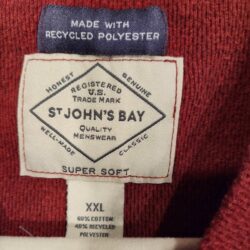 MADE WITH
RECYCLED POLYESTER
HONEST
GENUINE
REGISTERED
U.S.
TRADE MARK
ST JOHN'S BAY
QUALITY
MENSWEAR
WELL-MADE
CLASSIC
SUPER SOFT
XXL
60% COTTON
40% RECYCLED
POLYESTER